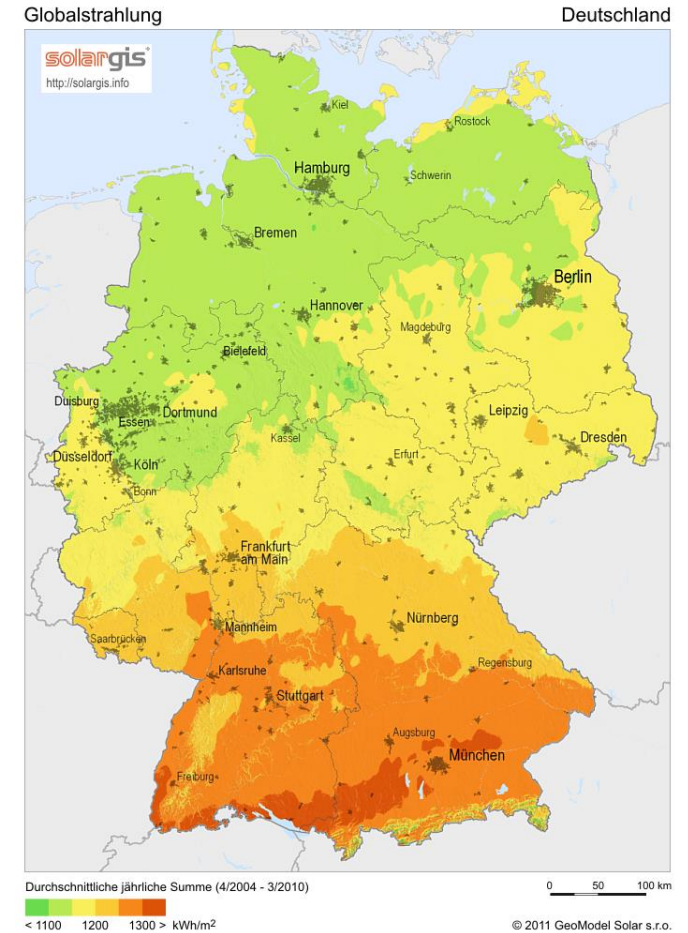 Globalstrahlung
Deutschland
solargis
http://solargis.info
Kiel
Rostock
Hamburg
Schwerin
Bremen
Berlin
Hannover
Magdeburg
Bielefeld
Duisburg
Essen
Dortmund
Leipzig
Kassel
Dresden
Düsseldorf
Köln
Erfurt
Bonn
Frankfurt
am Main
Nürnberg
Mannheim
Saarbrücken
Regensburg
Karlsruhe
Stuttgart
Augsburg
München
Freiburg
Durchschnittliche jährliche Summe (4/2004 - 3/2010)
0 50 100 km
< 1100 1200 1300 > kWh/m²
© 2011 GeoModel Solar s.r.o.